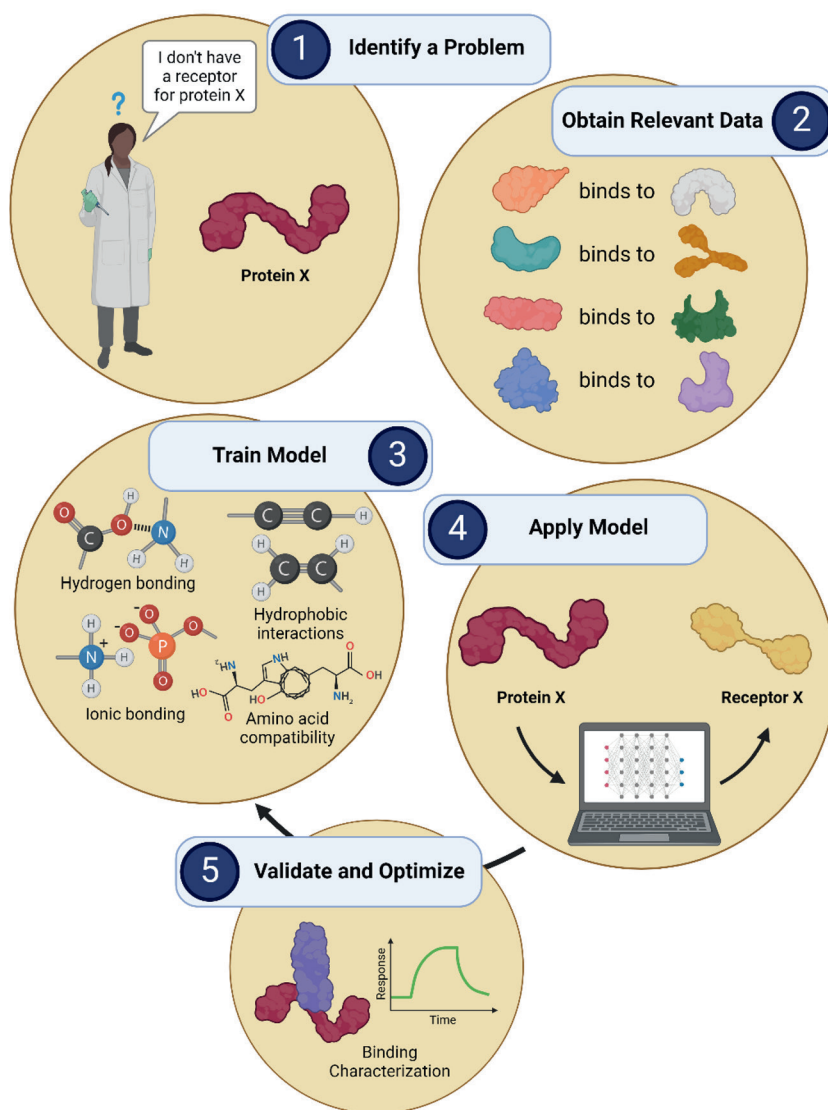 1
Identify a Problem
I don't have
a receptor
for protein X
?
Protein X
Obtain Relevant Data
2
binds to
binds to
binds to
binds to
Train Model
3
O
H
O
C
N
H
H
Hydrogen bonding
C
C
H
H
H
C
C
H
Hydrophobic
interactions
H
+
N
H
H
-
O
-
O
O
P
O
Ionic bonding
HO
O
NH
HO
O
OH
NH₂
Amino acid
compatibility
4
Apply Model
Protein X
Receptor X
5
Validate and Optimize
Response
Time
Binding
Characterization